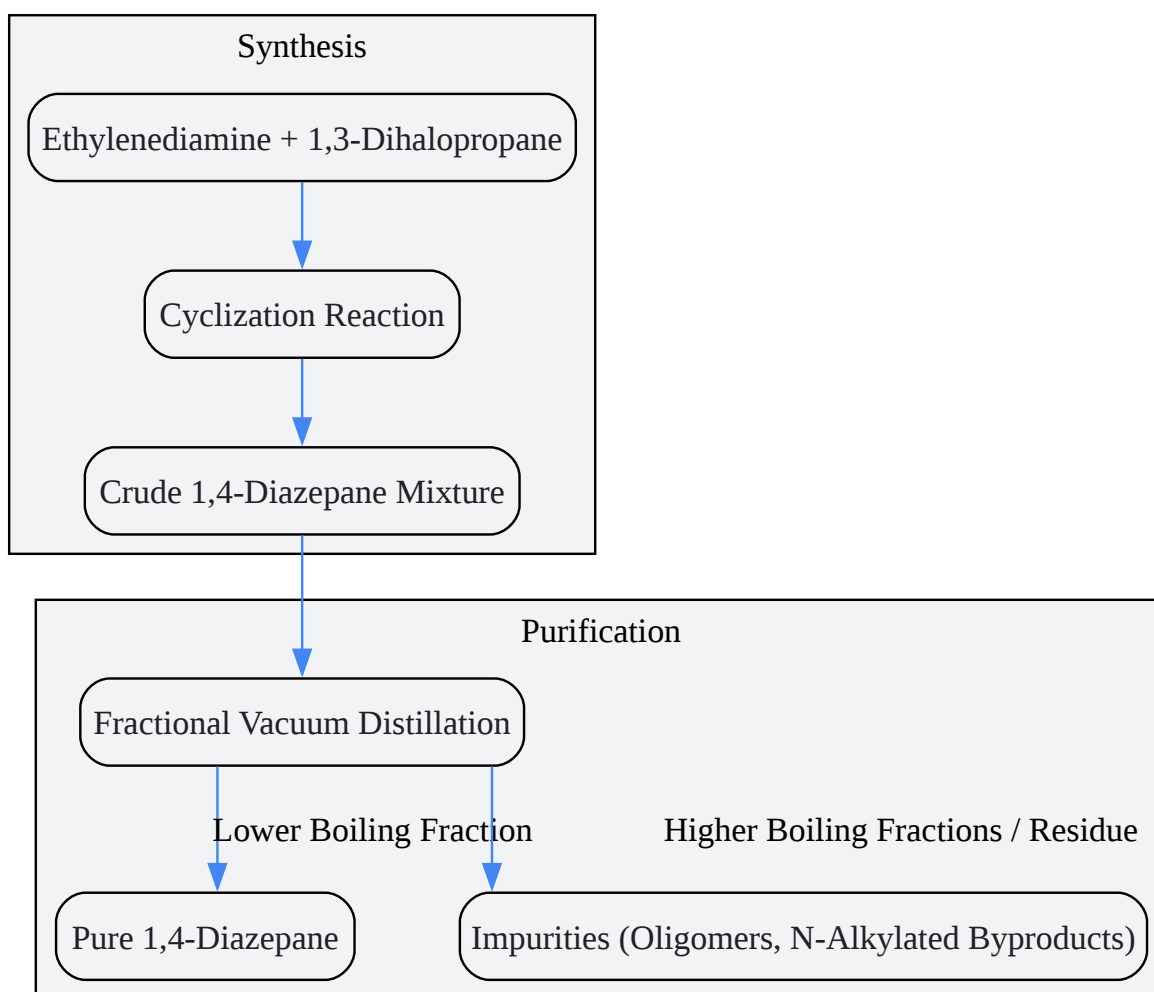 Synthesis
Ethylenediamine + 1,3-Dihalopropane
Cyclization Reaction
Crude 1,4-Diazepane Mixture
Purification
Fractional Vacuum Distillation
Lower Boiling Fraction
Higher Boiling Fractions / Residue
Pure 1,4-Diazepane
Impurities (Oligomers, N-Alkylated Byproducts)